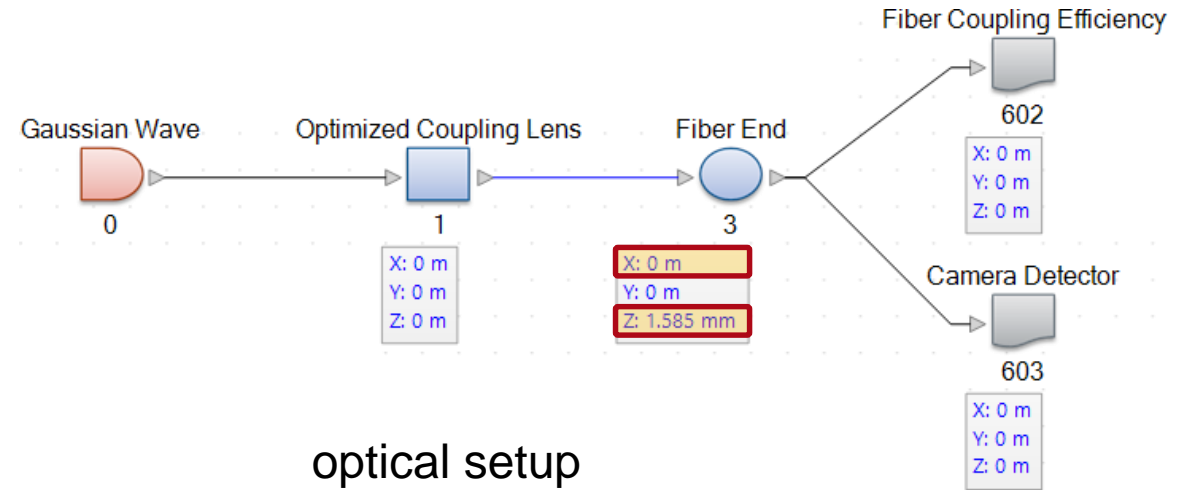 Fiber Coupling Efficiency
602
X: 0 m
Y: 0 m
Z: 0 m
Gaussian Wave
0
Optimized Coupling Lens
1
X: 0 m
Y: 0 m
Z: 0 m
Fiber End
3
X: 0 m
Y: 0 m
Z: 1.585 mm
Camera Detector
603
X: 0 m
Y: 0 m
Z: 0 m
optical setup